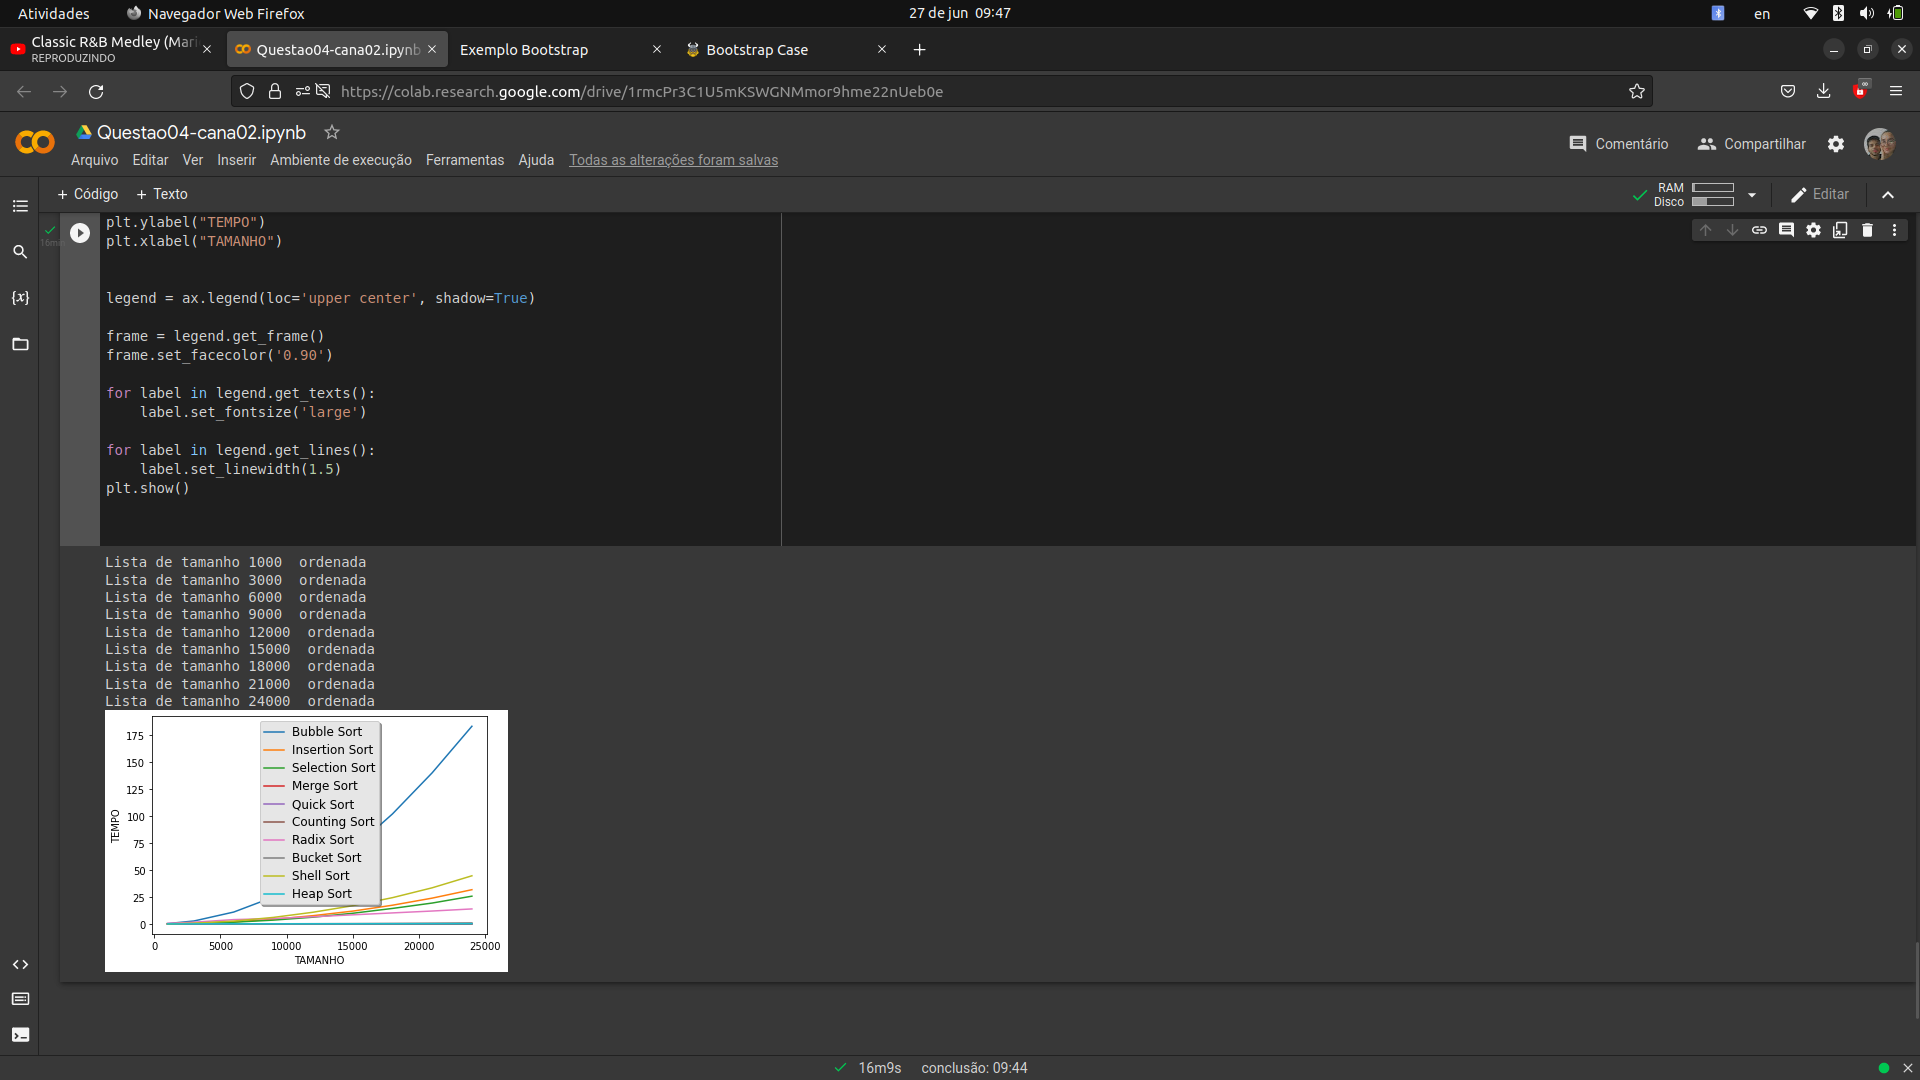 Atividades
Navegador Web Firefox
27 de jun  09:47
en
Classic R&B Medley (Mari
REPRODUZINDO
Questao04-cana02.ipynb
Exemplo Bootstrap
Bootstrap Case
https://colab.research.google.com/drive/1rmcPr3C1U5mKSWGNMmor9hme22nUeb0e
Questao04-cana02.ipynb
Comentário
Compartilhar
Arquivo Editar Ver Inserir Ambiente de execução Ferramentas Ajuda Todas as alterações foram salvas
+ Código + Texto
RAM
Disco
Editar
16min
plt.ylabel("TEMPO")
plt.xlabel("TAMANHO")
legend = ax.legend(loc='upper center', shadow=True)
frame = legend.get_frame()
frame.set_facecolor('0.90')
for label in legend.get_texts():
    label.set_fontsize('large')
for label in legend.get_lines():
    label.set_linewidth(1.5)
plt.show()
Lista de tamanho 1000  ordenada
Lista de tamanho 3000  ordenada
Lista de tamanho 6000  ordenada
Lista de tamanho 9000  ordenada
Lista de tamanho 12000  ordenada
Lista de tamanho 15000  ordenada
Lista de tamanho 18000  ordenada
Lista de tamanho 21000  ordenada
Lista de tamanho 24000  ordenada
TEMPO
175
150
125
100
75
50
25
0
Bubble Sort
Insertion Sort
Selection Sort
Merge Sort
Quick Sort
Counting Sort
Radix Sort
Bucket Sort
Shell Sort
Heap Sort
0 5000 10000 15000 20000 25000
TAMANHO
16m9s conclusão: 09:44